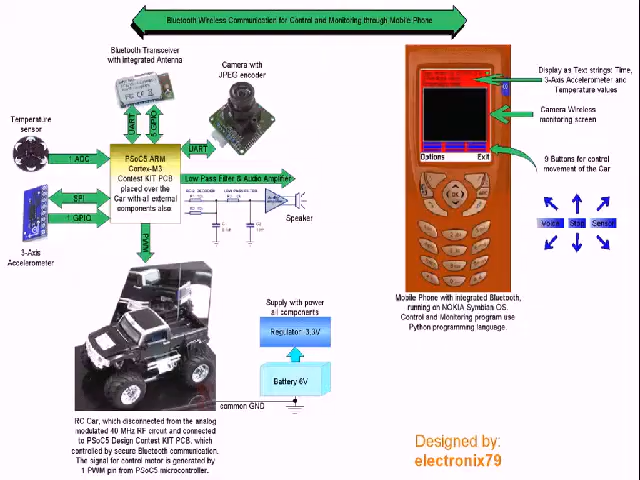 Bluetooth Wireless Communication for Control and Monitoring through Mobile Phone
Bluetooth Transceiver
with Integrated Antenna
Camera with
JPEG encoder
Temperature
sensor
1 ADC
UART
5 GPIO
UART
PSoC5 ARM
Cortex-M3
Contest KIT PCB
placed over the
Car with all external
components also
SPI
1 GPIO
3-Axis
Accelerometer
PWM
Low Pass Filter & Audio Amplifier
Speaker
Display as Text strings: Time,
3-Axis Accelerometer and
Temperature values
Camera Wireless
monitoring screen.
9 Buttons for control
movement of the Car
Options
Exit
Voice
Stop
Sensor
Mobile Phone with integrated Bluetooth,
running on NOKIA Symbian OS.
Control and Monitoring program use
Python programming language.
Supply with power
all components
Regulator 3,3V
Battery 6V
common GND
RC Car, which disconnected from the analog
modulated 40 MHz RF circuit and connected
to PSoC5 Design Contest KIT PCB, which
controlled by secure Bluetooth communication.
The signal for control motor is generated by
1 PWM pin from PSoC5 microcontroller.
Designed by:
electronix79